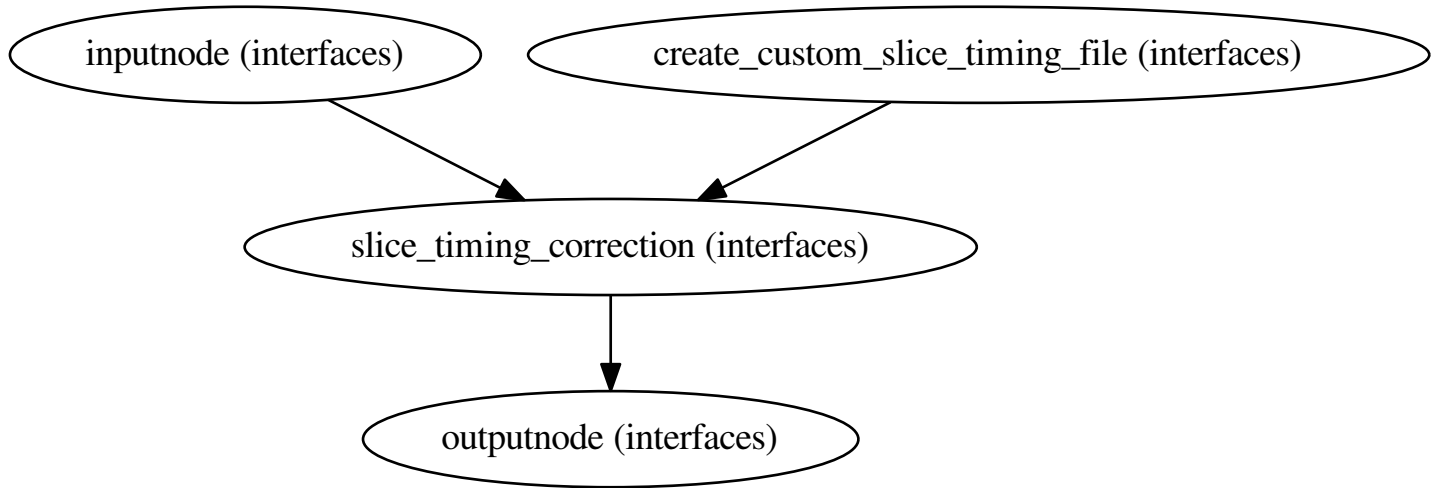 inputnode (interfaces)
create_custom_slice_timing_file (interfaces)
slice_timing_correction (interfaces)
outputnode (interfaces)